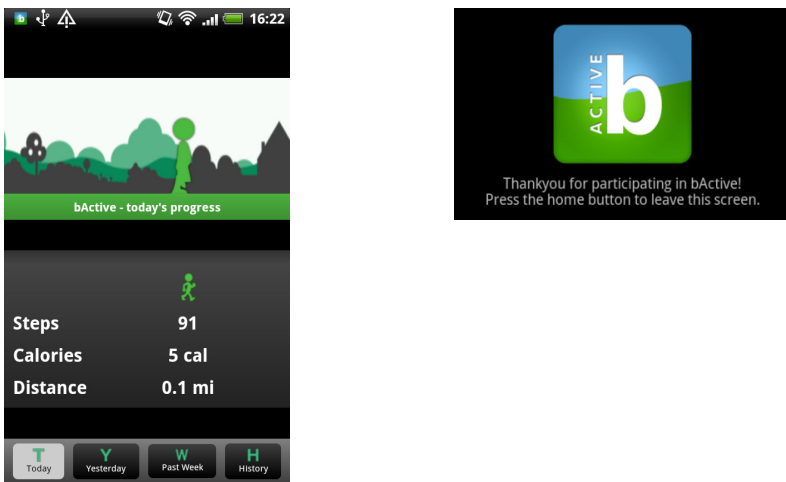 b
16:22
bActive - today's progress
Steps 91
Calories 5 cal
Distance 0.1 mi
T Y W H
Today Yesterday Past Week History
ACTIVE b
Thankyou for participating in bActive!
Press the home button to leave this screen.